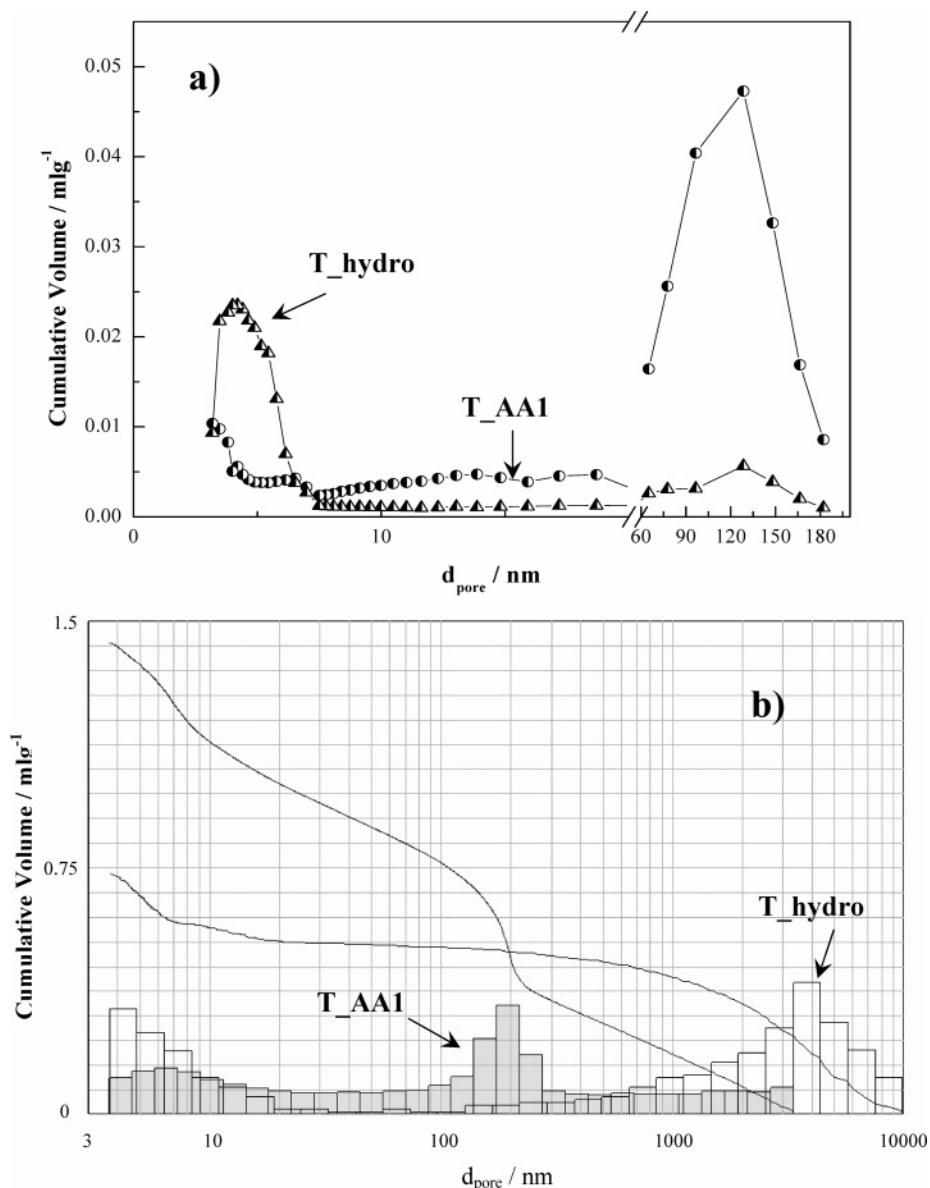 a)
0.05
0.04
0.03
0.02
0.01
0.00
Cumulative Volume / mlg⁻¹
T_hydro
T_AA1
0 10 60 90 120 150 180
d_pore / nm
1.5
b)
0.75
Cumulative Volume / mlg⁻¹
T_hydro
T_AA1
0
3 10 100 1000 10000
d_pore / nm